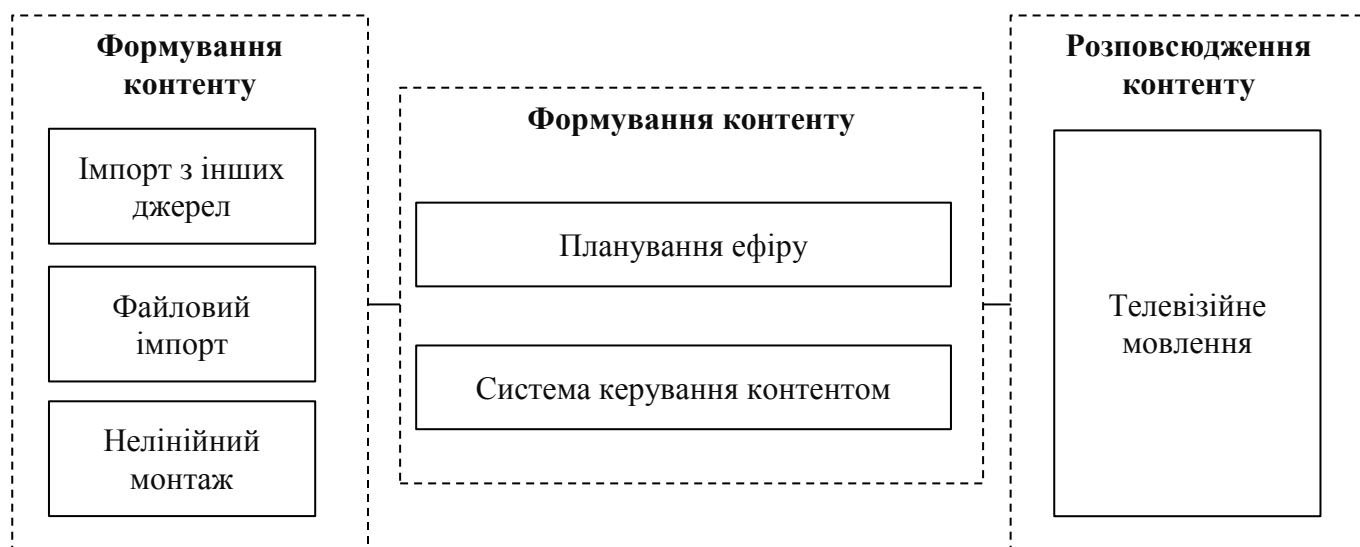 Формування
контенту
Імпорт з інших
джерел
Файловий
імпорт
Нелінійний
монтаж
Формування контенту
Планування ефіру
Система керування контентом
Розповсюдження
контенту
Телевізійне
мовлення